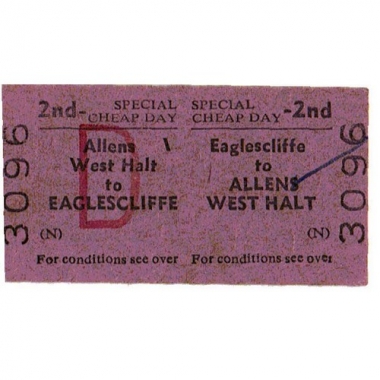 2nd- SPECIAL CHEAP DAY
SPECIAL CHEAP DAY -2nd
D
Allens
West Halt
to
EAGLESCLIFFE
Eaglescliffe
to
ALLENS
WEST HALT
3096
3096
(N)
(N)
For conditions see over
For conditions see over